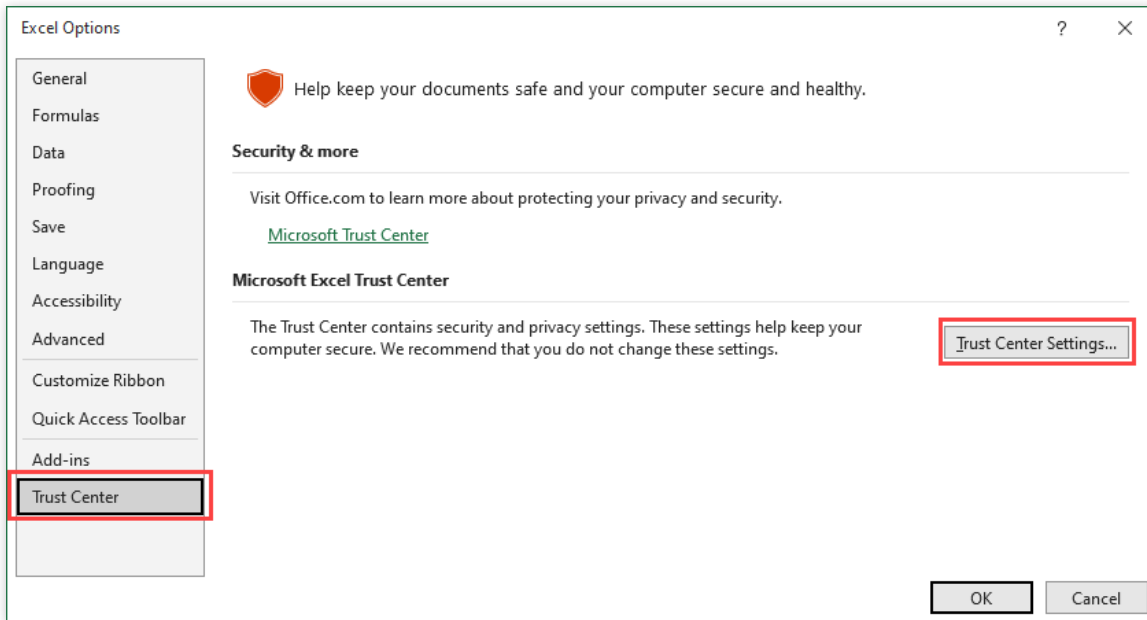 Excel Options
?
General
Formulas
Data
Proofing
Save
Language
Accessibility
Advanced
Customize Ribbon
Quick Access Toolbar
Add-ins
Trust Center
Help keep your documents safe and your computer secure and healthy.
Security & more
Visit Office.com to learn more about protecting your privacy and security.
Microsoft Trust Center
Microsoft Excel Trust Center
The Trust Center contains security and privacy settings. These settings help keep your
computer secure. We recommend that you do not change these settings.
Trust Center Settings...
OK
Cancel